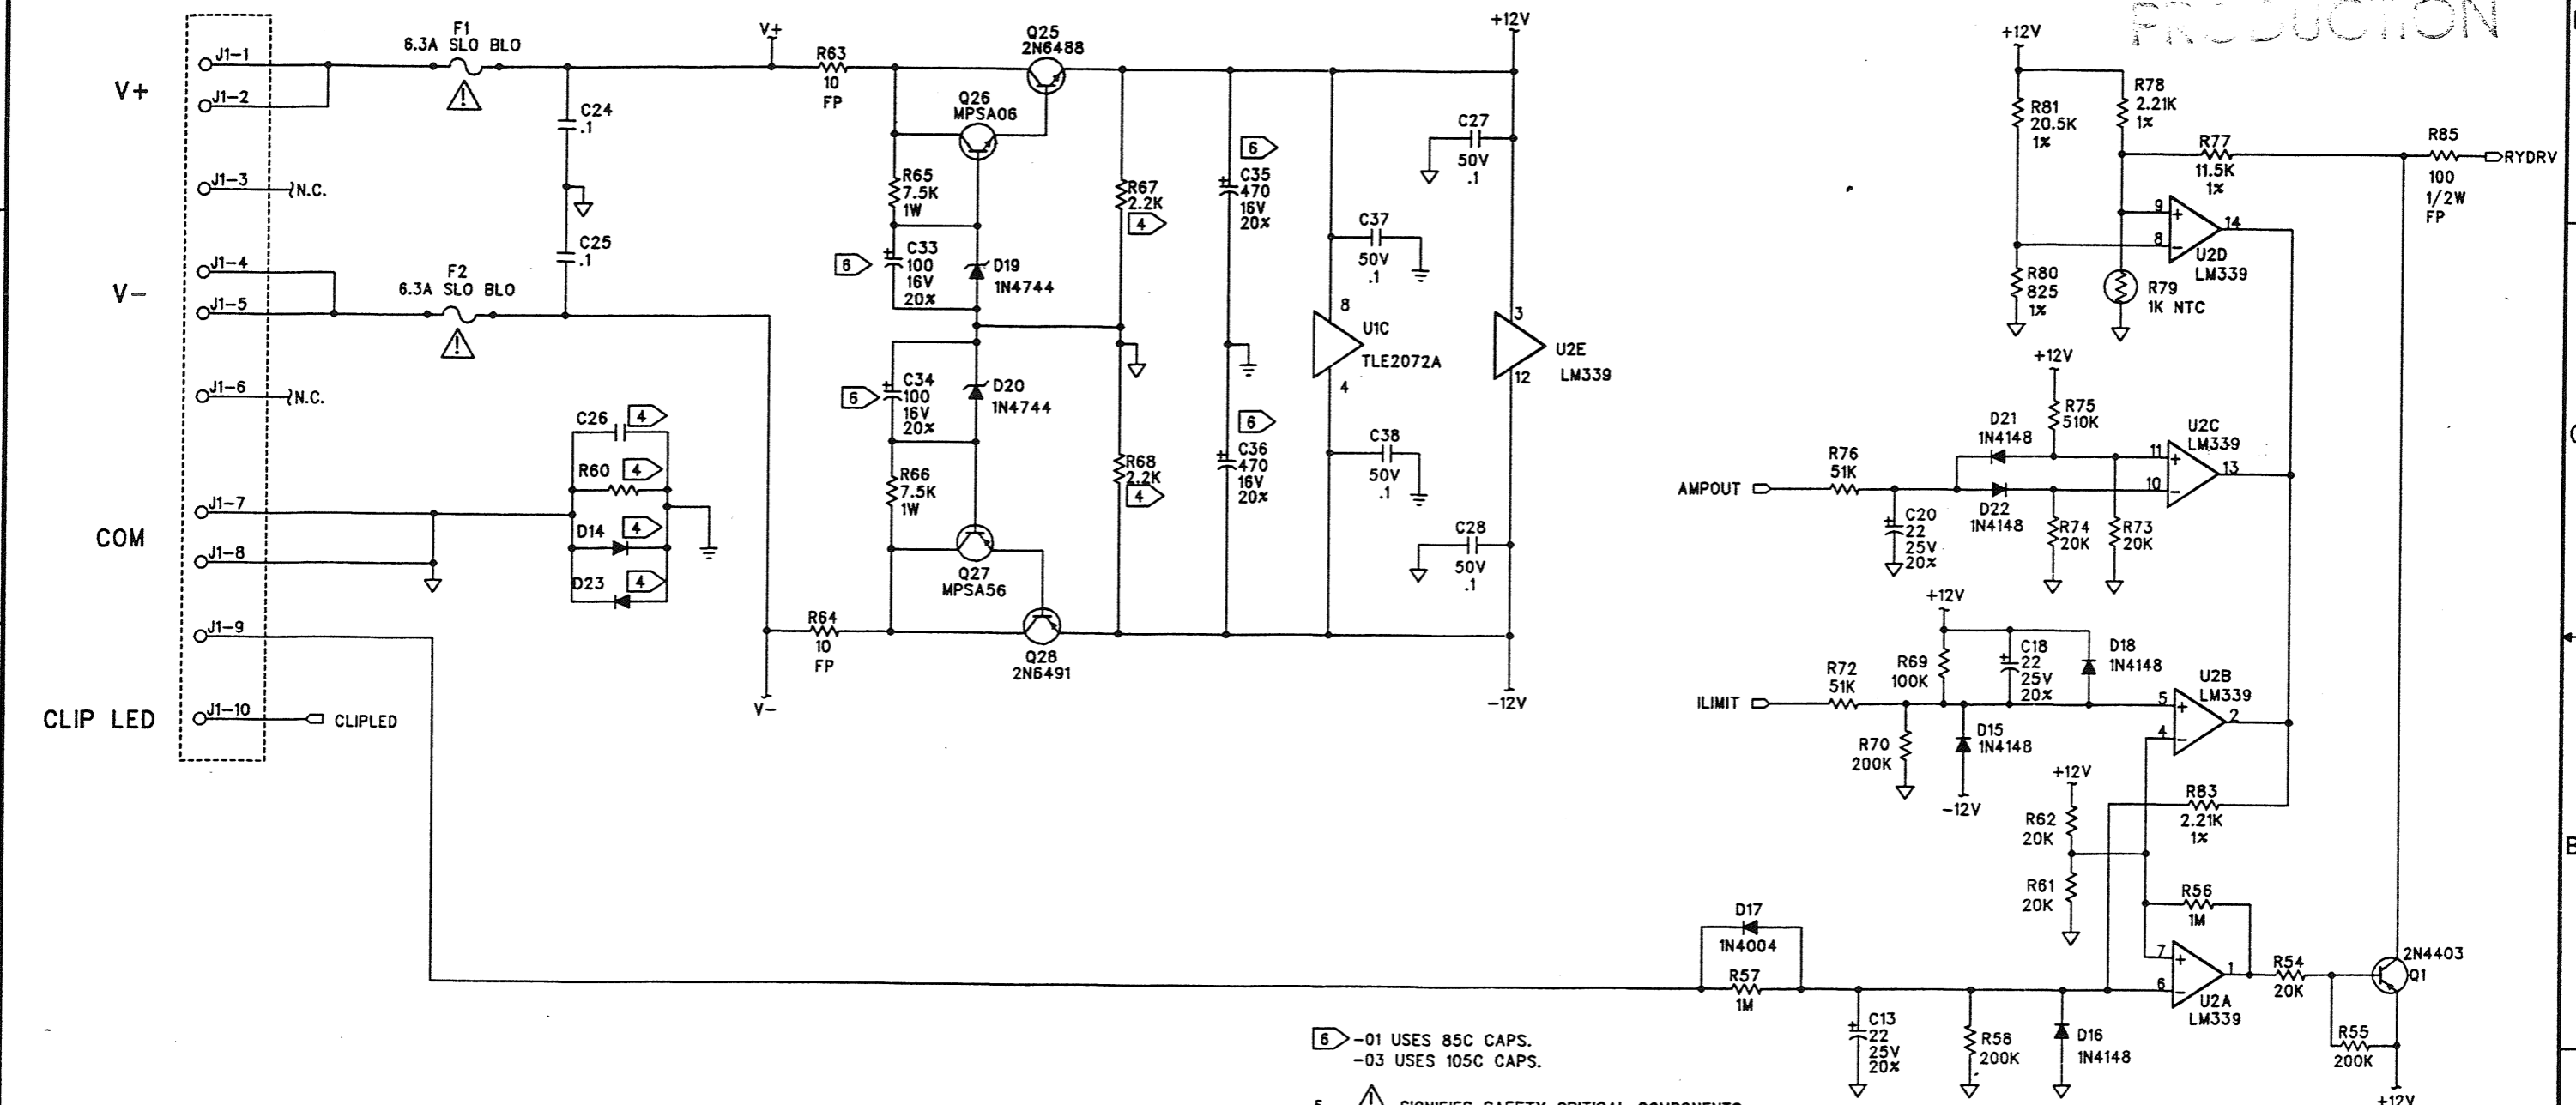 PRODUCTION
V+
J1-1
J1-2
F1
6.3A SLO BLO
C24
.1
J1-3
N.C.
V-
J1-4
J1-5
F2
6.3A SLO BLO
C25
.1
J1-6
N.C.
COM
J1-7
J1-8
C26
4
R60
4
D14
4
D23
4
J1-9
CLIP LED
J1-10
CLIPLED
V+
R63
10
FP
Q25
2N6488
Q26
MPSA06
R65
7.5K
1W
6
C33
100
16V
20%
D19
1N4744
6
C34
100
16V
20%
D20
1N4744
R66
7.5K
1W
Q27
MPSA56
R64
10
FP
V-
Q28
2N6491
R67
2.2K
4
R68
2.2K
4
6
C35
470
16V
20%
6
C36
470
16V
20%
C37
50V
.1
8
U1C
TLE2072A
4
C38
50V
.1
+12V
C27
50V
.1
3
U2E
LM339
12
C28
50V
.1
-12V
+12V
R81
20.5K
1%
R78
2.21K
1%
R77
11.5K
1%
R85
100
1/2W
FP
RYDRV
9
+
8
-
14
U2D
LM339
R80
825
1%
R79
1K NTC
+12V
R75
510K
D21
1N4148
AMPOUT
R76
51K
D22
1N4148
C20
22
25V
20%
R74
20K
R73
20K
11
+
10
-
13
U2C
LM339
+12V
R69
100K
C18
22
25V
20%
D18
1N4148
ILIMIT
R72
51K
R70
200K
D15
1N4148
-12V
5
+
4
-
2
U2B
LM339
+12V
R62
20K
R61
20K
R83
2.21K
1%
R56
1M
D17
1N4004
R57
1M
C13
22
25V
20%
R58
200K
D16
1N4148
7
+
6
-
1
U2A
LM339
R54
20K
2N4403
Q1
R55
200K
+12V
6 -01 USES 85C CAPS.
-03 USES 105C CAPS.
5 ! SIGNIFIES SAFETY CRITICAL COMPONENTS
C
B